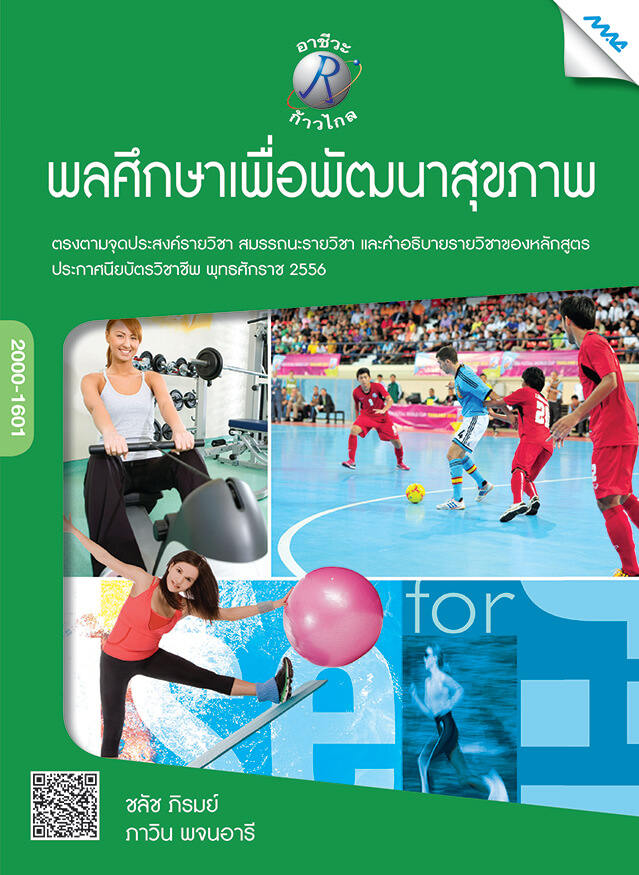 MAC
อาชีวะ
R
ก้าวไกล
พลศึกษาเพื่อพัฒนาสุขภาพ
ตรงตามจุดประสงค์รายวิชา สมรรถนะรายวิชา และคำอธิบายรายวิชาของหลักสูตร
ประกาศนียบัตรวิชาชีพ พุทธศักราช 2556
2000-1601
for
ชลัช ภิรมย์
ภาวิน พจนอารี